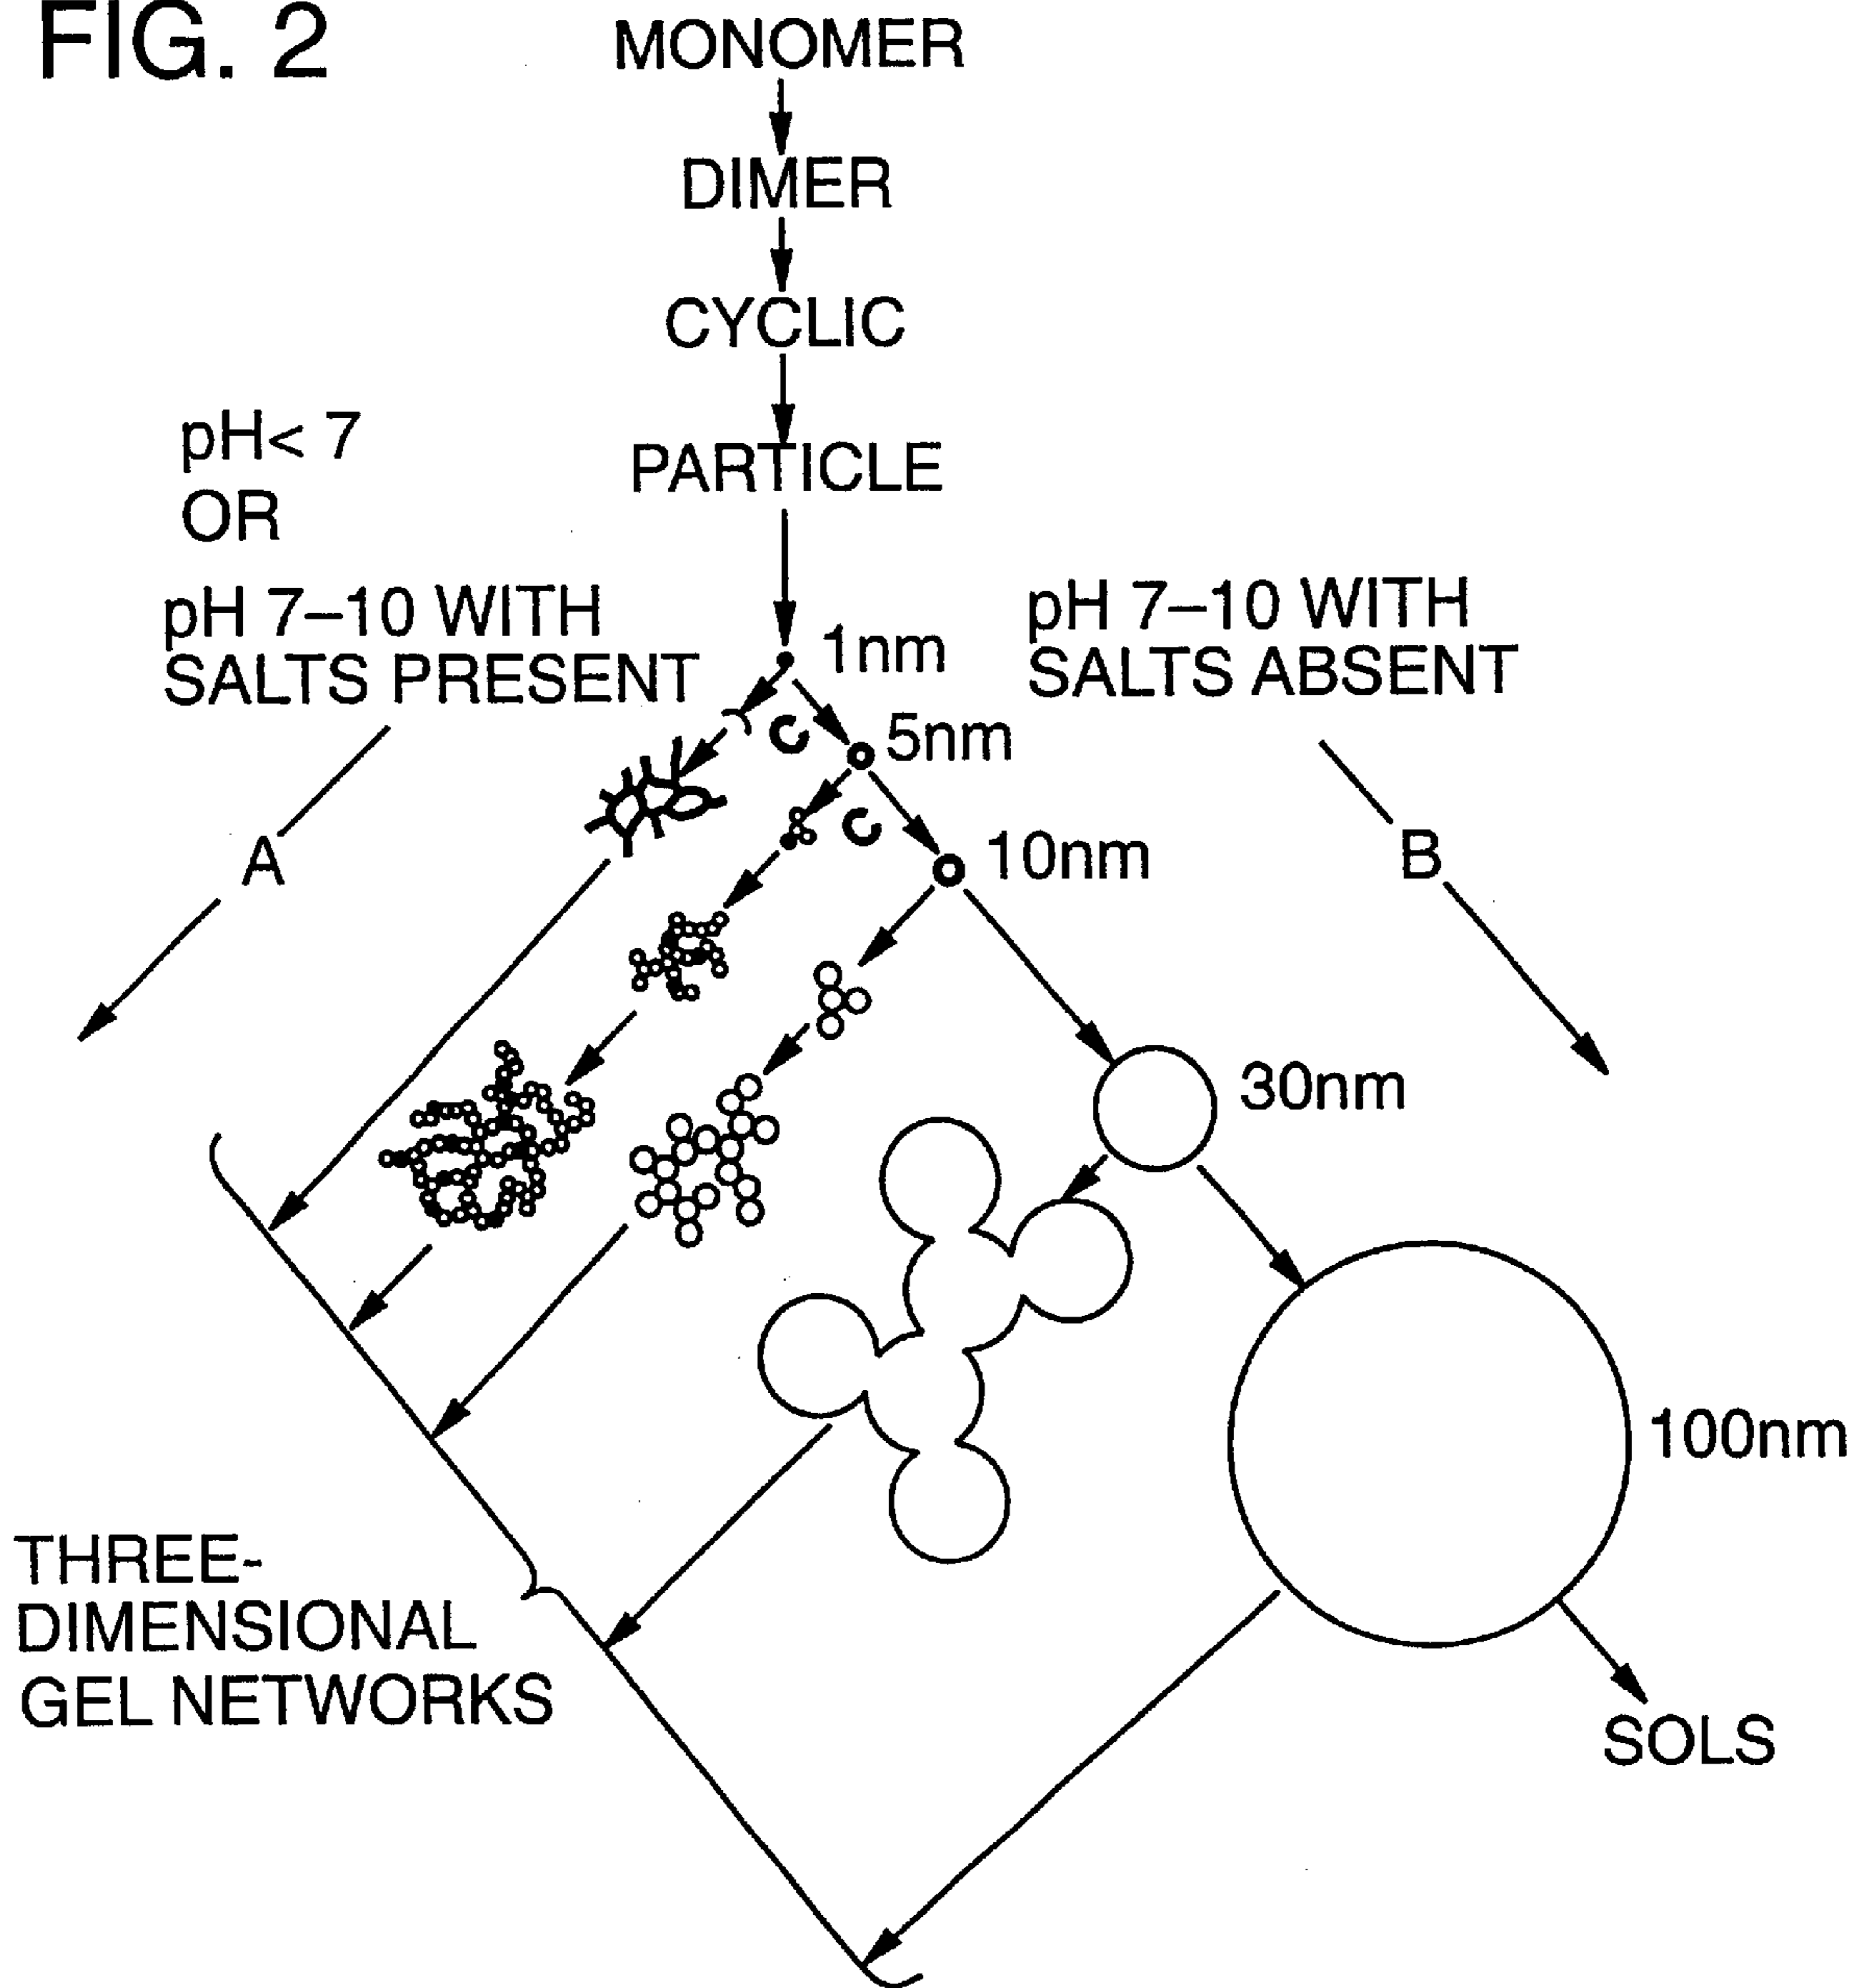 FIG. 2
MONOMER
DIMER
CYCLIC
PARTICLE
pH< 7
OR
pH 7–10 WITH
SALTS PRESENT
pH 7–10 WITH
SALTS ABSENT
1nm
5nm
10nm
A
B
30nm
100nm
THREE-
DIMENSIONAL
GEL NETWORKS
SOLS